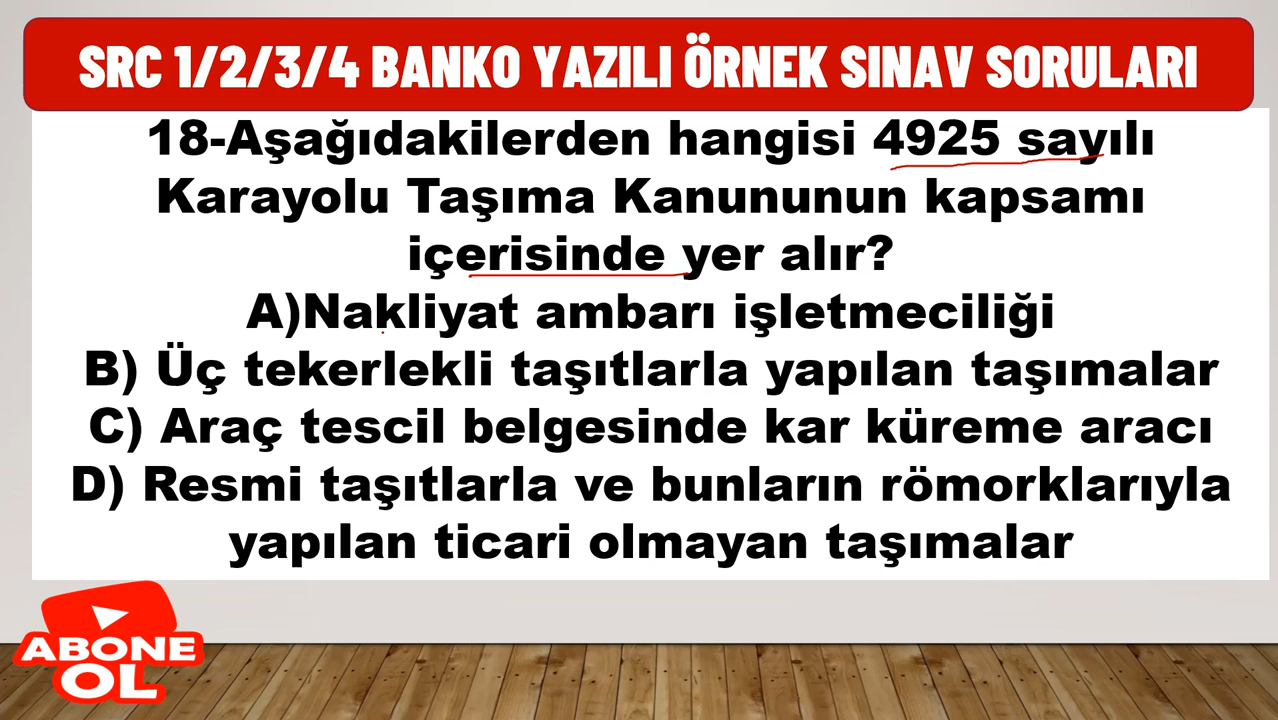 SRC 1/2/3/4 BANKO YAZILI ÖRNEK SINAV SORULARI
18-Aşağıdakilerden hangisi 4925 sayılı
Karayolu Taşıma Kanununun kapsamı
içerisinde yer alır?
A)Nakliyat ambarı işletmeciliği
B) Üç tekerlekli taşıtlarla yapılan taşımalar
C) Araç tescil belgesinde kar küreme aracı
D) Resmi taşıtlarla ve bunların römorklarıyla
yapılan ticari olmayan taşımalar
ABONE
OL